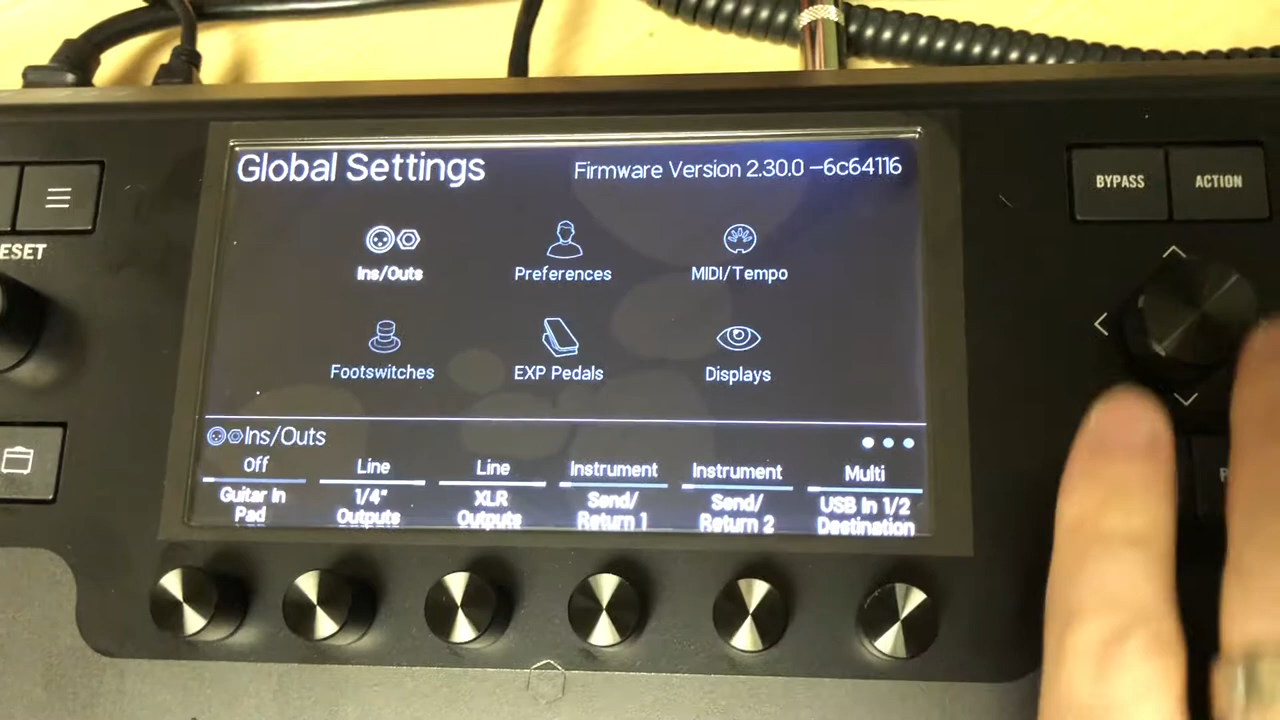 Global Settings
Firmware Version 2.30.0 –6c64116
BYPASS
ACTION
ESET
Ins/Outs
Preferences
MIDI/Tempo
Footswitches
EXP Pedals
Displays
Ins/Outs
Off
Line
Line
Instrument
Instrument
Multi
Guitar In
Pad
1/4"
Outputs
XLR
Outputs
Send/
Return 1
Send/
Return 2
USB In 1/2
Destination